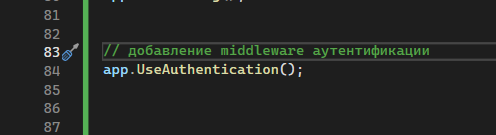 81
82
83 // добавление middleware аутентификации
84 app.UseAuthentication();
85
86
87